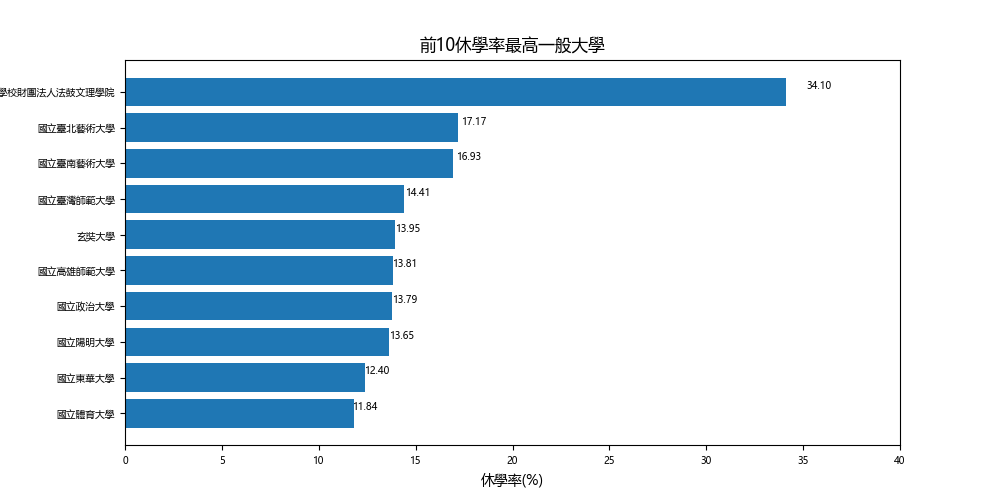 前10休學率最高一般大學
學校財團法人法鼓文理學院
34.10
國立臺北藝術大學
17.17
國立臺南藝術大學
16.93
國立臺灣師範大學
14.41
玄奘大學
13.95
國立高雄師範大學
13.81
國立政治大學
13.79
國立陽明大學
13.65
國立東華大學
12.40
國立體育大學
11.84
0 5 10 15 20 25 30 35 40
休學率(%)